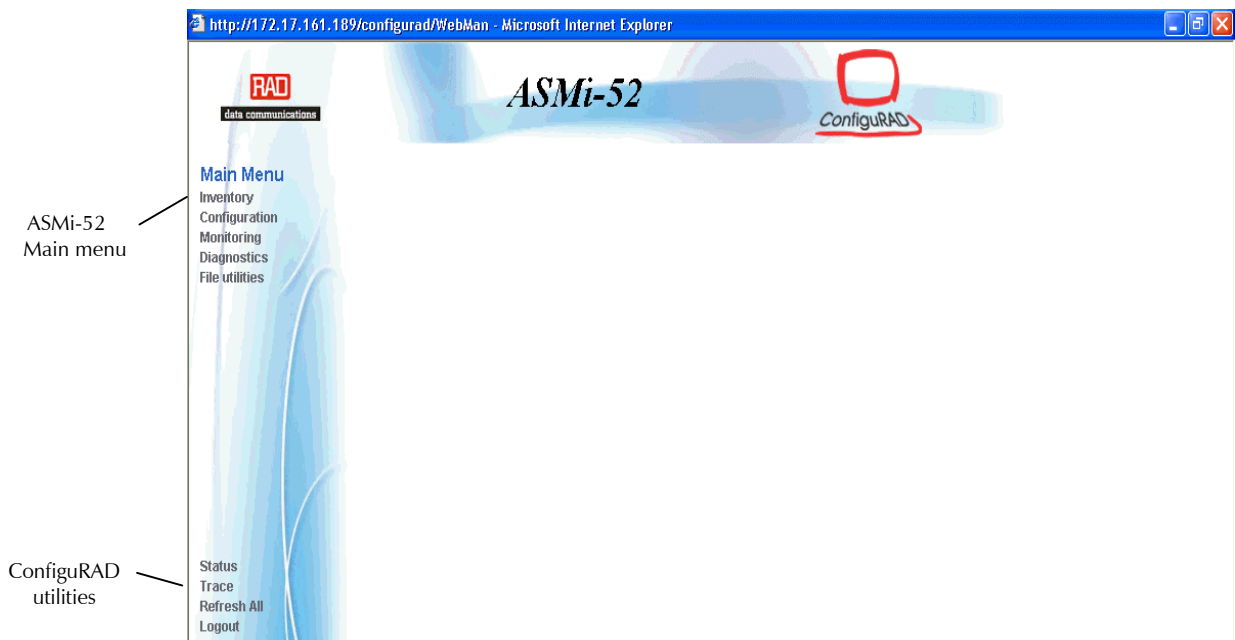 http://172.17.161.189/configurad/WebMan - Microsoft Internet Explorer
RAD
data communications
ASMi-52
ConfiguRAD
Main Menu
Inventory
Configuration
Monitoring
Diagnostics
File utilities
ASMi-52
Main menu
Status
Trace
Refresh All
Logout
ConfiguRAD
utilities